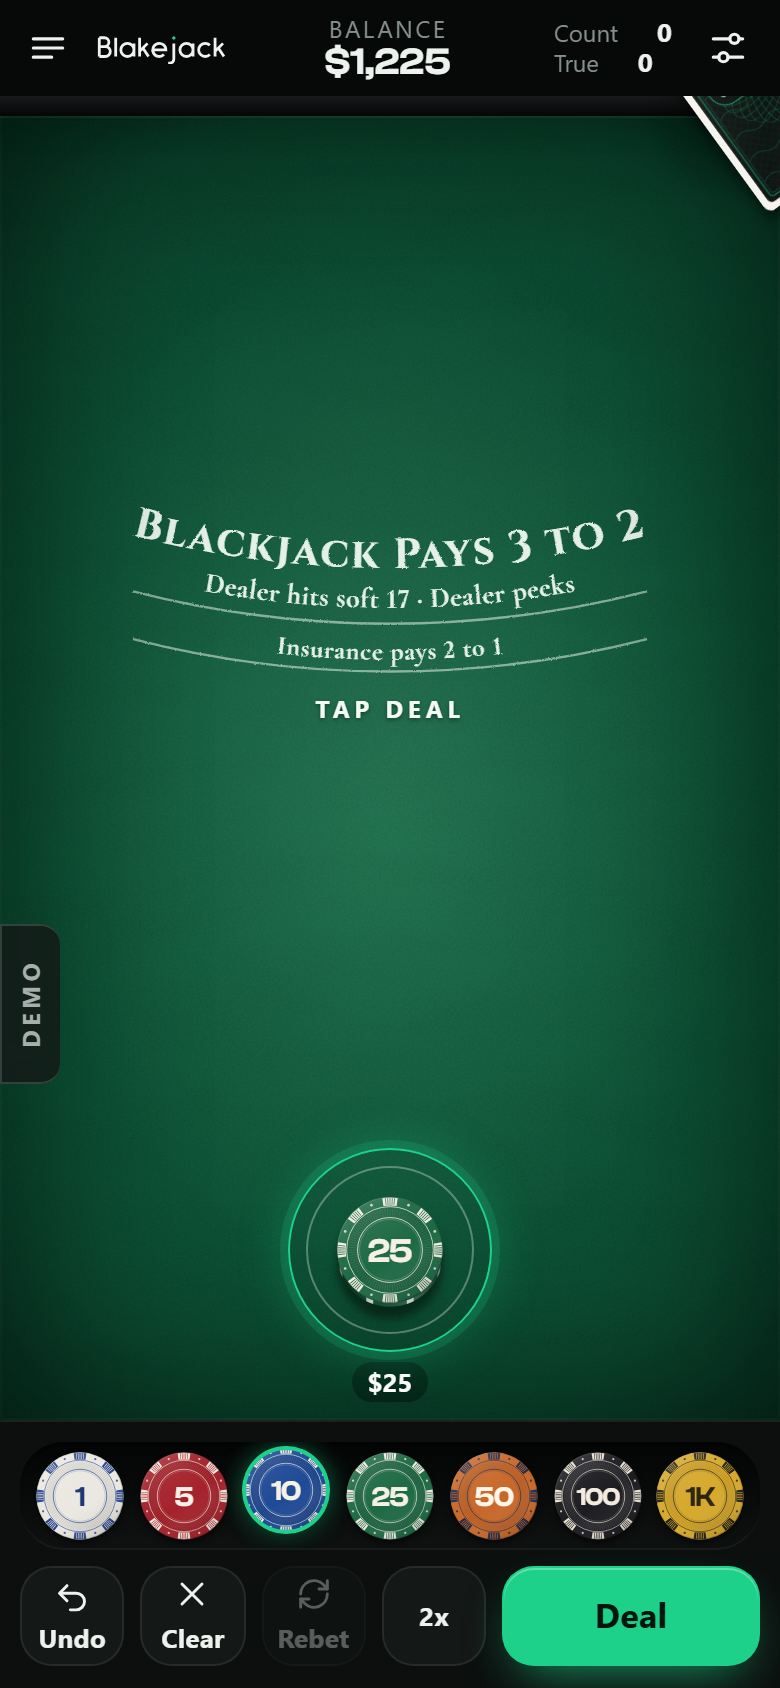 Blakejack
BALANCE
$1,225
Count 0
True 0
BLACKJACK PAYS 3 TO 2
Dealer hits soft 17 · Dealer peeks
Insurance pays 2 to 1
TAP DEAL
DEMO
25
$25
1
5
10
25
50
100
1K
Undo
Clear
Rebet
2x
Deal